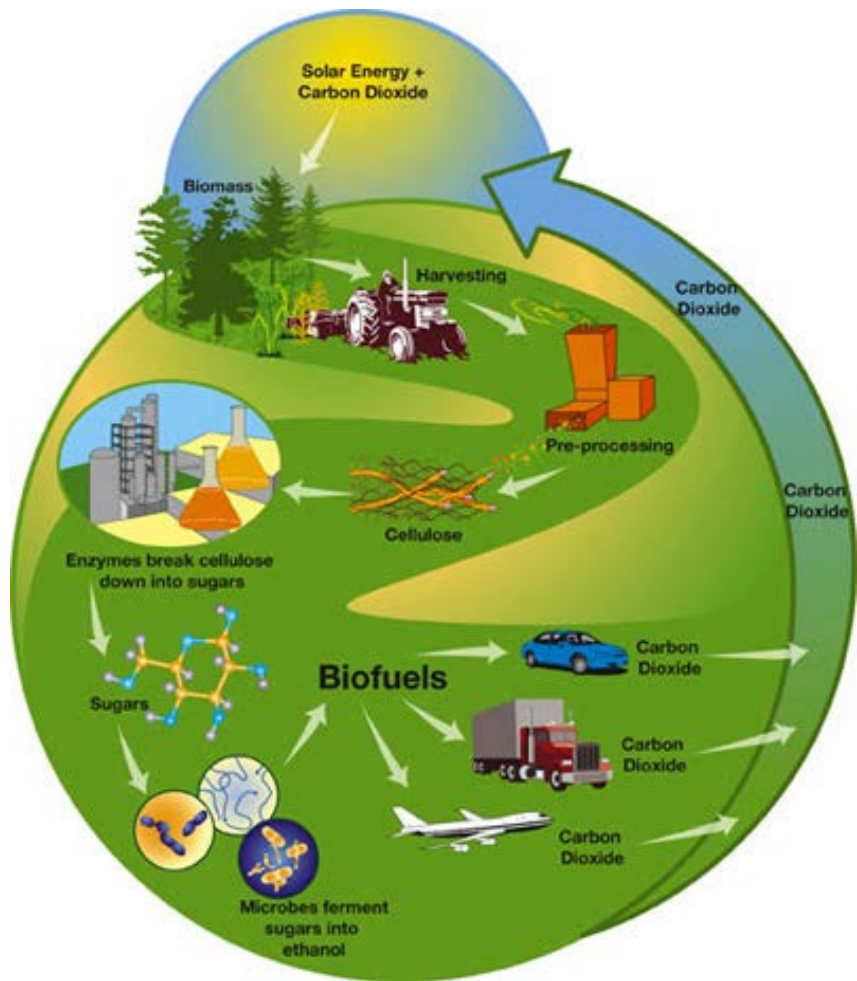 Solar Energy +
Carbon Dioxide
Biomass
Harvesting
Carbon
Dioxide
Pre-processing
Cellulose
Carbon
Dioxide
Enzymes break cellulose
down into sugars
Sugars
Biofuels
Carbon
Dioxide
Carbon
Dioxide
Carbon
Dioxide
Microbes ferment
sugars into
ethanol